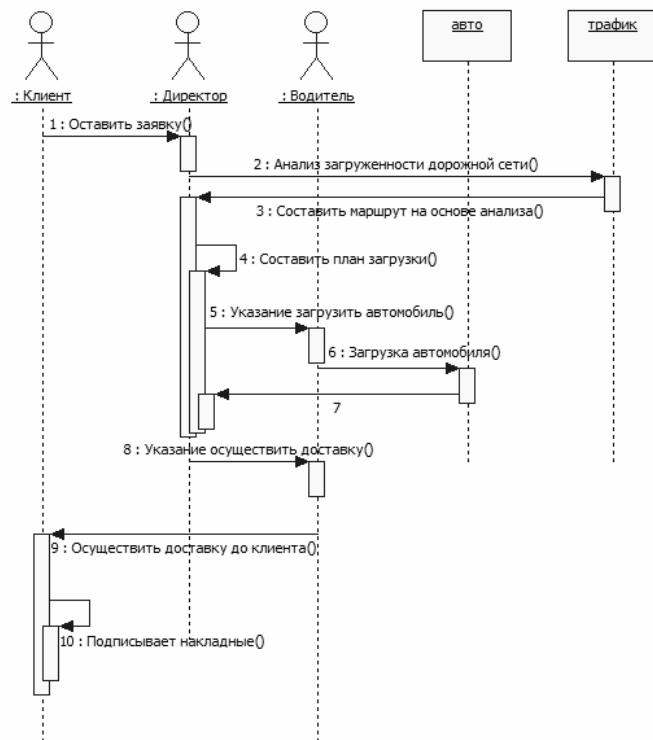 : Клиент
: Директор
: Водитель
авто
трафик
1 : Оставить заявку()
2 : Анализ загруженности дорожной сети()
3 : Составить маршрут на основе анализа()
4 : Составить план загрузки()
5 : Указание загрузить автомобиль()
6 : Загрузка автомобиля()
7
8 : Указание осуществить доставку()
9 : Осуществить доставку до клиента()
10 : Подписывает накладные()